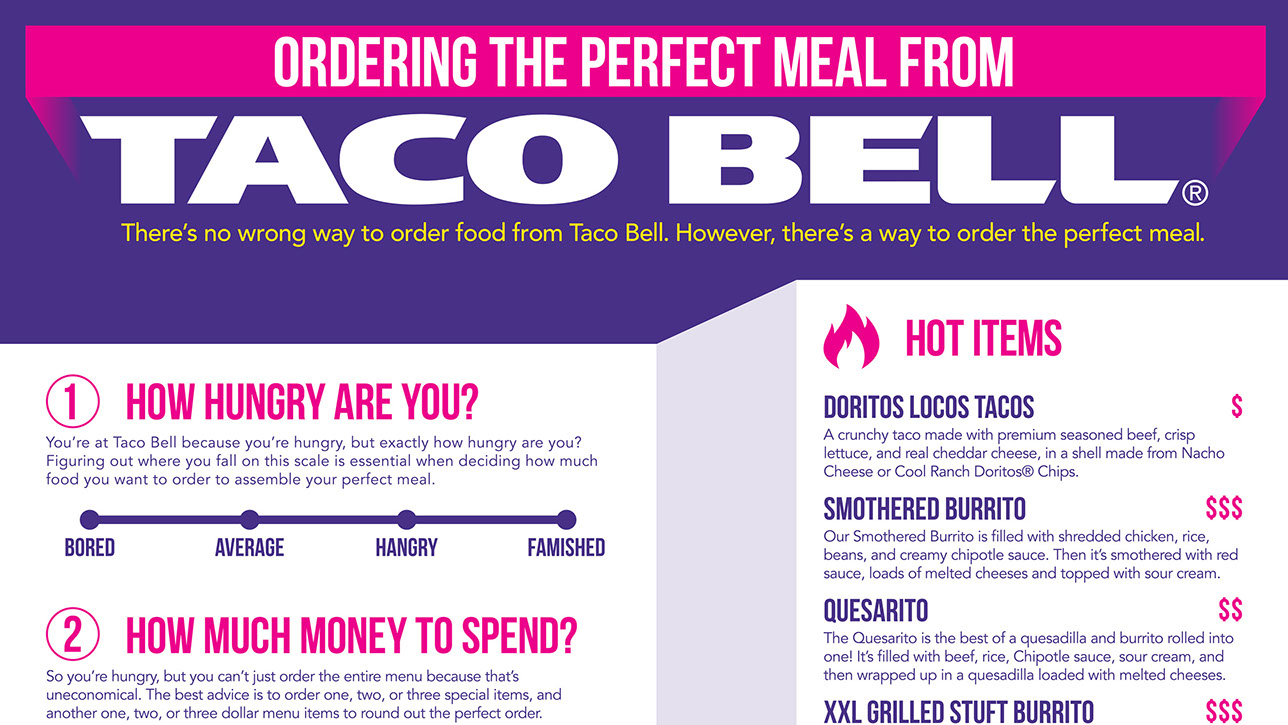 ORDERING THE PERFECT MEAL FROM
TACO BELL®
There's no wrong way to order food from Taco Bell. However, there's a way to order the perfect meal.
1 HOW HUNGRY ARE YOU?
You're at Taco Bell because you're hungry, but exactly how hungry are you?
Figuring out where you fall on this scale is essential when deciding how much
food you want to order to assemble your perfect meal.
BORED AVERAGE HANGRY FAMISHED
2 HOW MUCH MONEY TO SPEND?
So you're hungry, but you can't just order the entire menu because that's
uneconomical. The best advice is to order one, two, or three special items, and
another one, two, or three dollar menu items to round out the perfect order.
HOT ITEMS
DORITOS LOCOS TACOS $
A crunchy taco made with premium seasoned beef, crisp
lettuce, and real cheddar cheese, in a shell made from Nacho
Cheese or Cool Ranch Doritos® Chips.
SMOTHERED BURRITO $$$
Our Smothered Burrito is filled with shredded chicken, rice,
beans, and creamy chipotle sauce. Then it's smothered with red
sauce, loads of melted cheeses and topped with sour cream.
QUESARITO $$
The Quesarito is the best of a quesadilla and burrito rolled into
one! It's filled with beef, rice, Chipotle sauce, sour cream, and
then wrapped up in a quesadilla loaded with melted cheeses.
XXL GRILLED STUFT BURRITO $$$